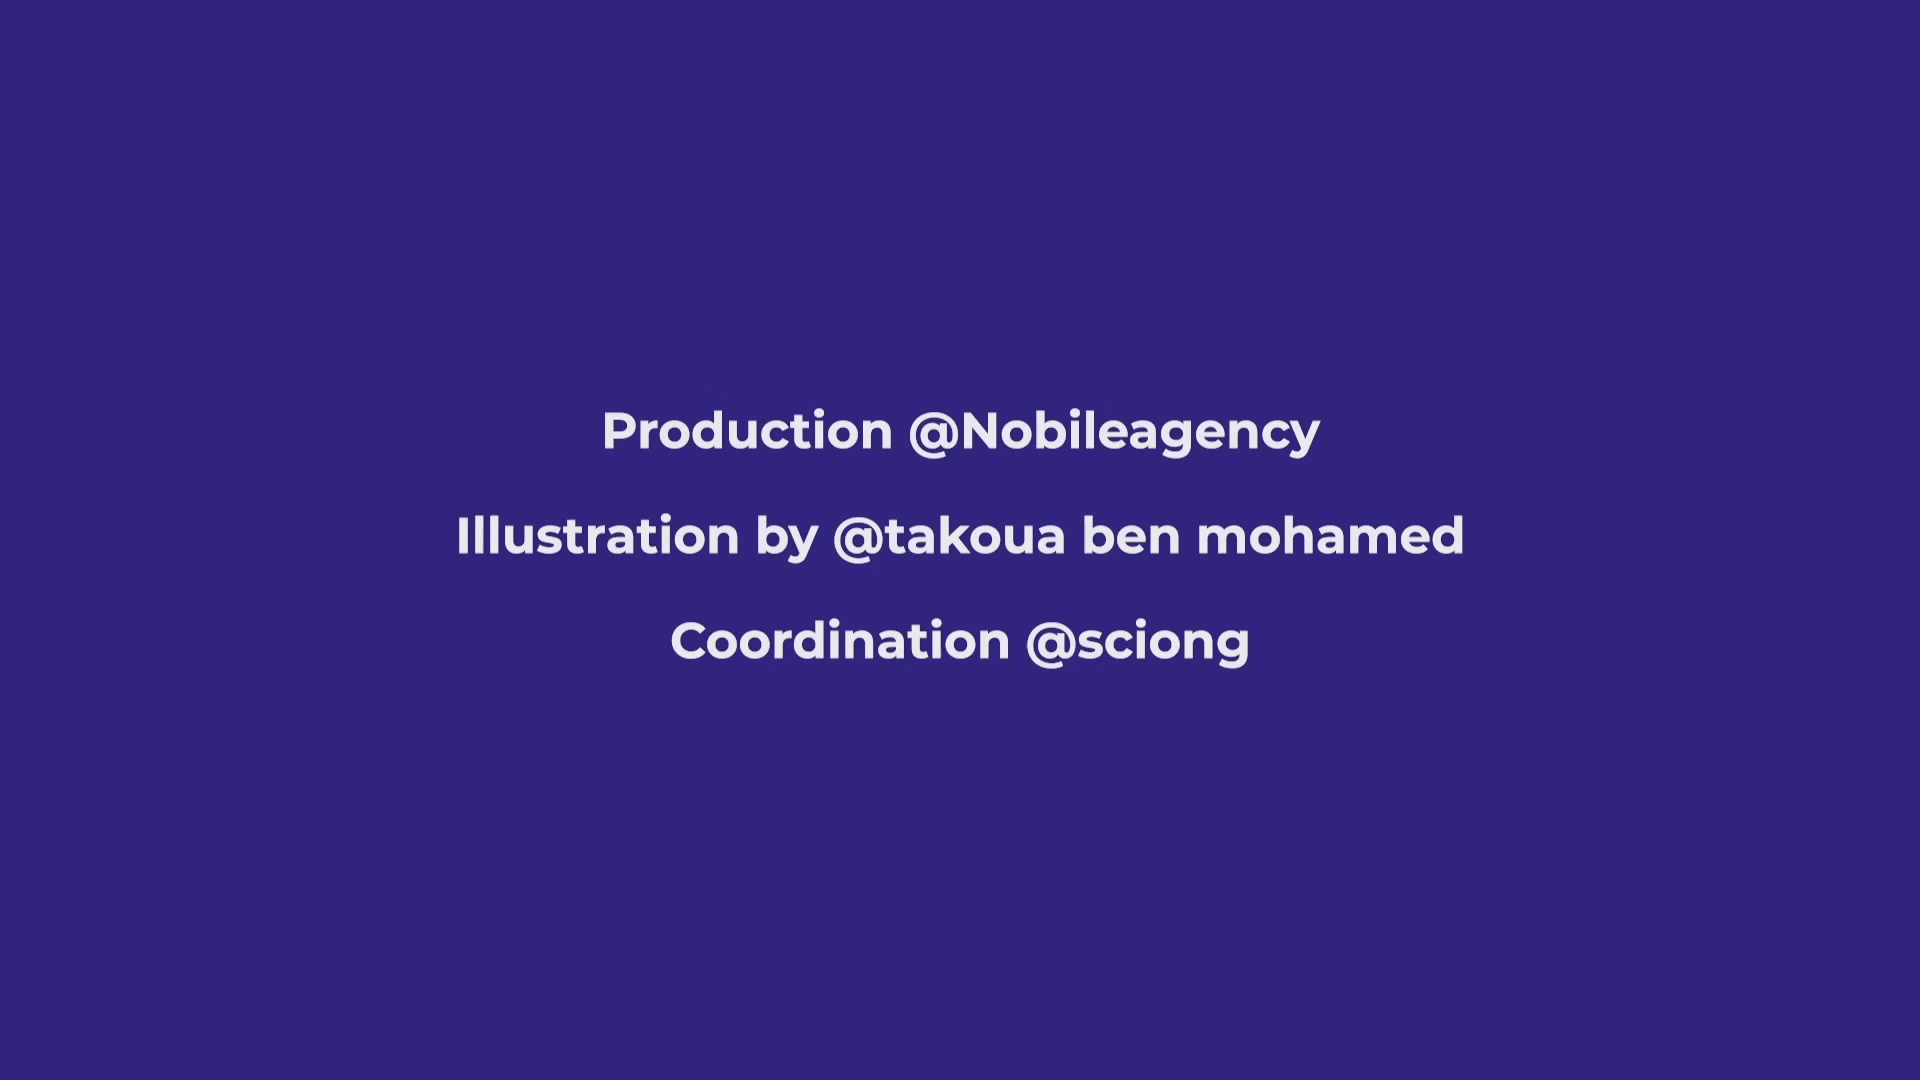 Production @Nobileagency
Illustration by @takoua ben mohamed
Coordination @sciong